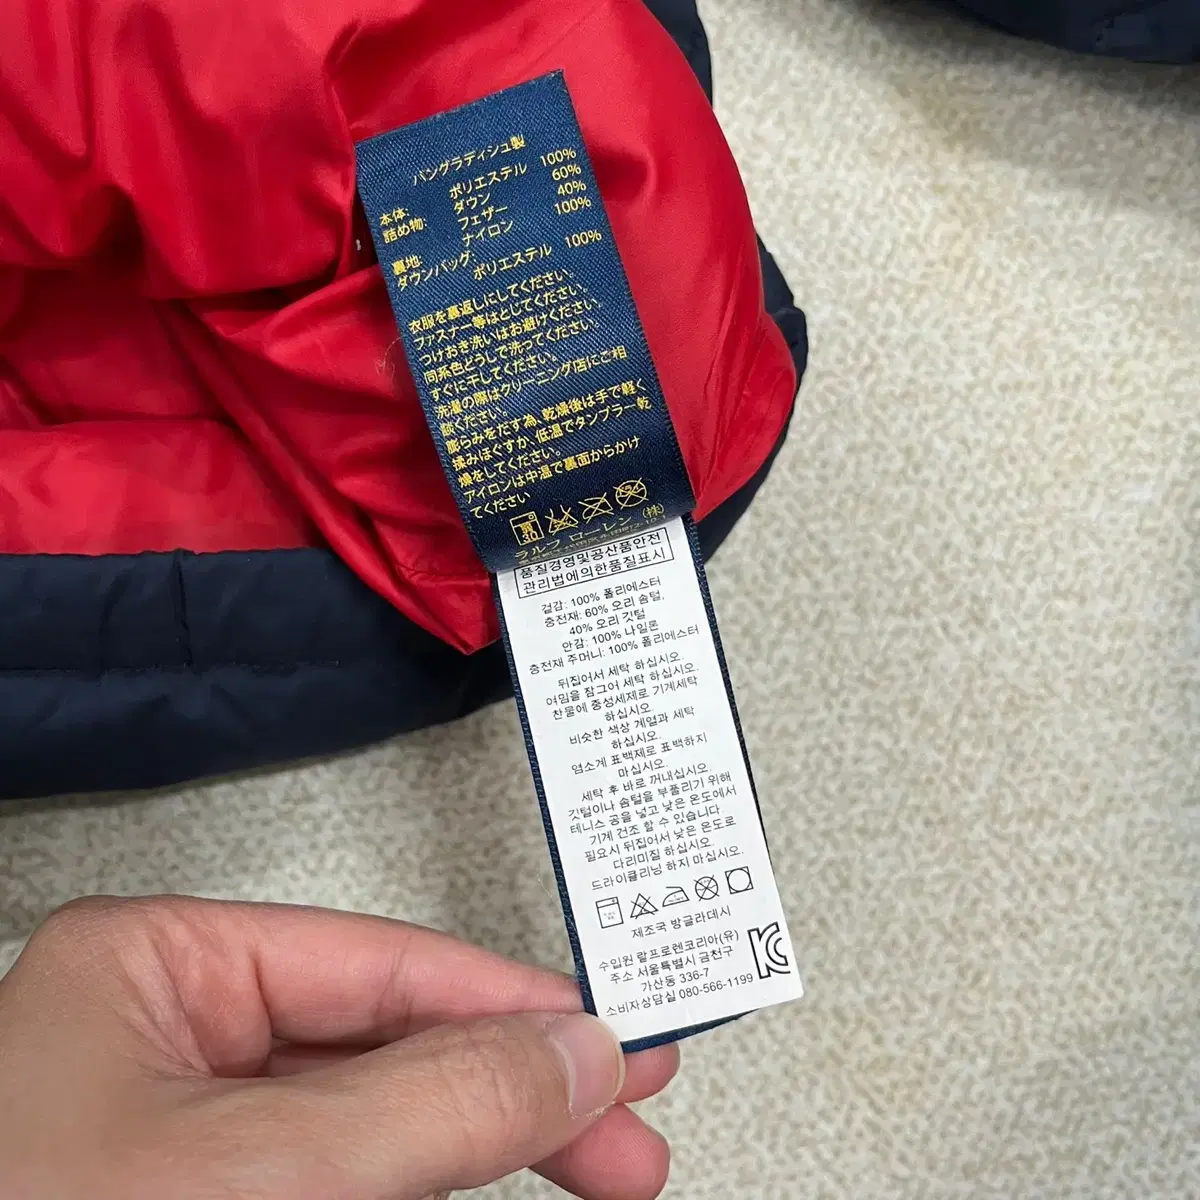 バングラディシュ製
本体: ポリエステル 100%
詰め物: ダウン 60%
フェザー 40%
裏地: ナイロン 100%
ダウンバッグ: ポリエステル 100%
衣服を裏返しにしてください。
ファスナー等はとじてください。
つけおき洗いはお避けください。
同系色どうしで洗ってください。
すぐに干してください。
洗濯の際はクリーニング店にご相
談ください。
膨らみをだす為、乾燥後は手で軽く
揉みほぐすか、低温でタンブラー乾
燥をしてください。
アイロンは中温で裏面からかけ
てください
30
ラルフ ローレン (株)
품질경영및공산품안전
관리법에의한품질표시
겉감: 100% 폴리에스터
충전재: 60% 오리 솜털,
40% 오리 깃털
안감: 100% 나일론
충전재 주머니: 100% 폴리에스터
뒤집어서 세탁 하십시오.
여밈을 잠그어 세탁 하십시오.
찬물에 중성세제로 기계세탁
하십시오.
비슷한 색상 계열과 세탁
하십시오.
염소계 표백제로 표백하지
마십시오.
세탁 후 바로 꺼내십시오.
깃털이나 솜털을 부풀리기 위해
테니스 공을 넣고 낮은 온도에서
기계 건조 할 수 있습니다
필요시 뒤집어서 낮은 온도로
다리미질 하십시오.
드라이클리닝 하지 마십시오.
제조국 방글라데시
수입원 랄프로렌코리아(유)
주소 서울특별시 금천구
가산동 336-7
소비자상담실 080-566-1199